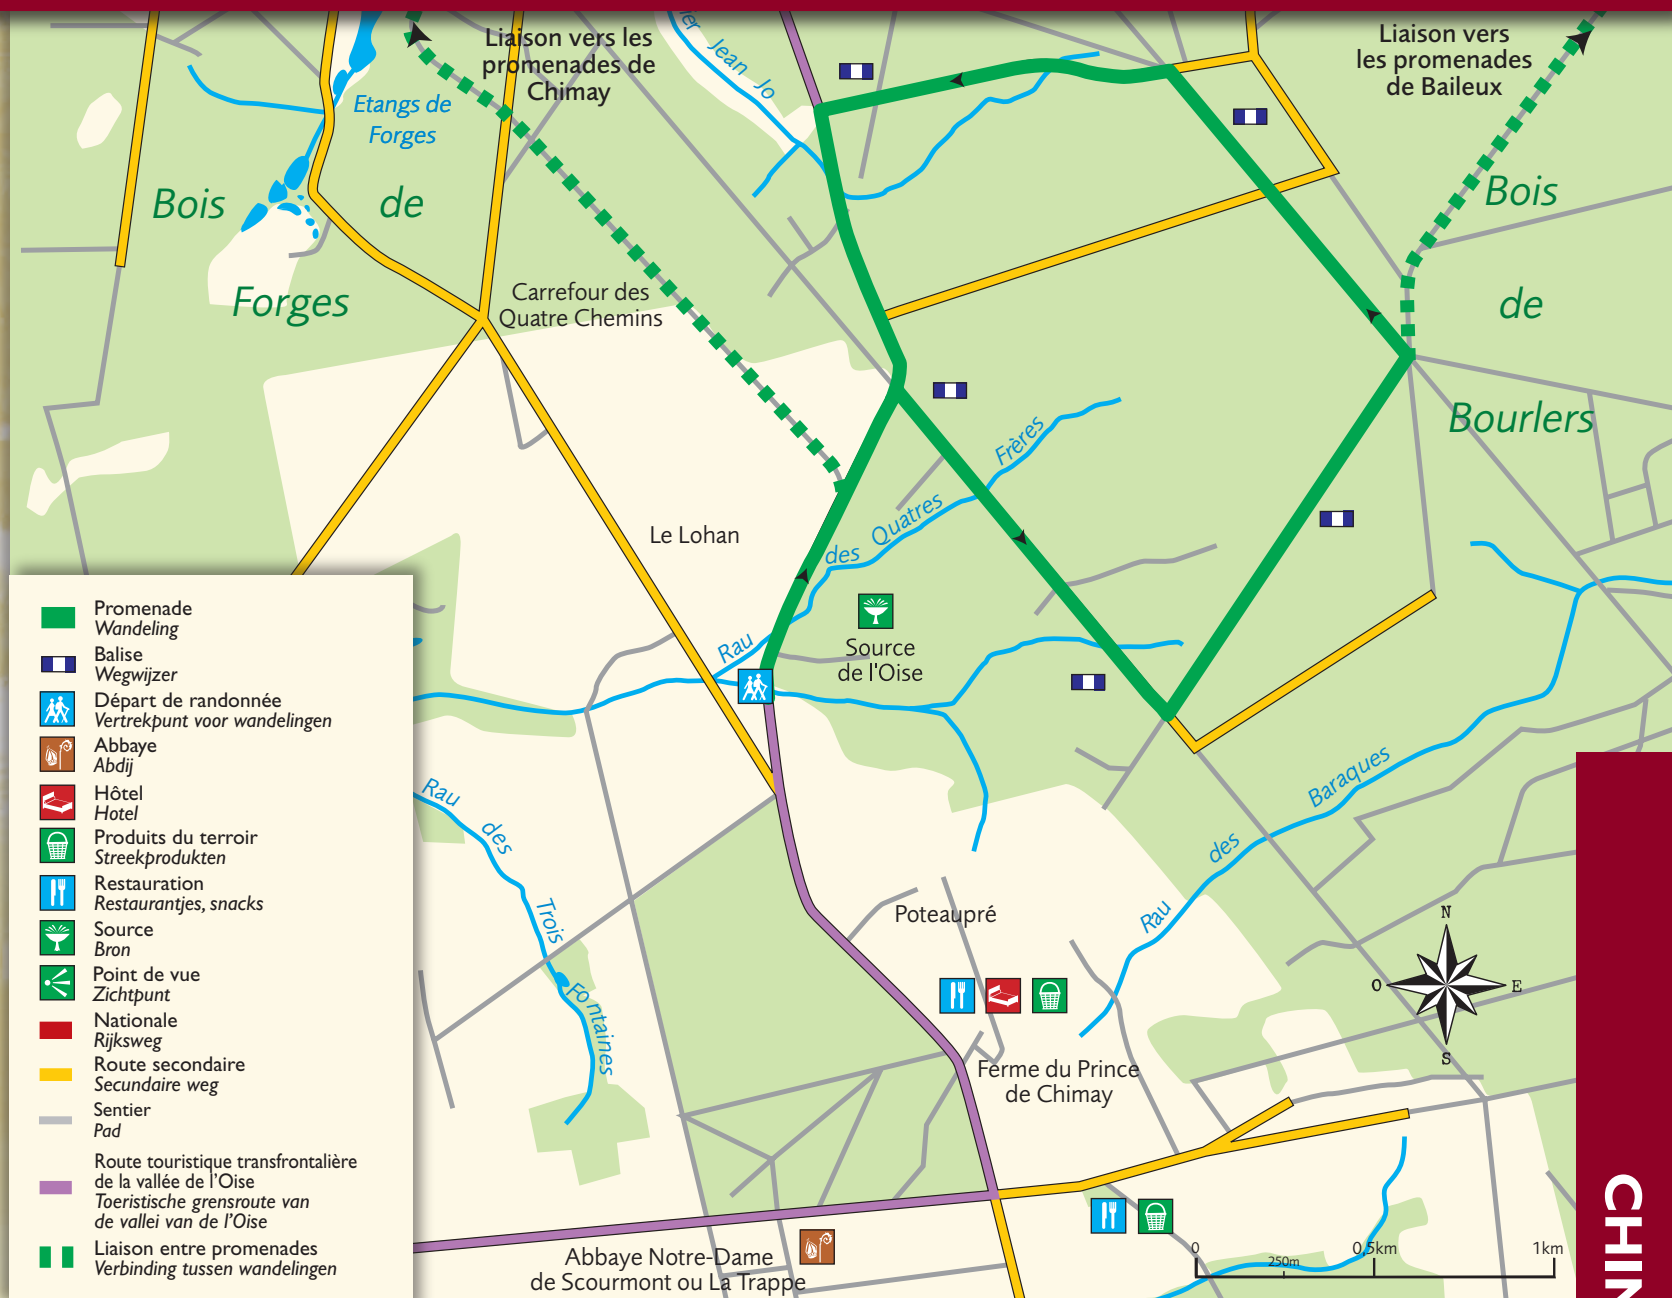 Liaison vers les
promenades de
Chimay
Liaison vers
les promenades
de Baileux
Jean Jo
Etangs de
Forges
Bois
de
Forges
Bois
de
Bourlers
Carrefour des
Quatre Chemins
Le Lohan
Rau
des
Quatres
Frères
Source
de l'Oise
Rau
des
Trois
Fontaines
Rau
des
Baraques
Poteaupré
Ferme du Prince
de Chimay
Abbaye Notre-Dame
de Scourmont ou La Trappe
N
O
E
S
0
250m
0,5km
1km
CHIM
Promenade
Wandeling
Balise
Wegwijzer
Départ de randonnée
Vertrekpunt voor wandelingen
Abbaye
Abdij
Hôtel
Hotel
Produits du terroir
Streekprodukten
Restauration
Restaurantjes, snacks
Source
Bron
Point de vue
Zichtpunt
Nationale
Rijksweg
Route secondaire
Secundaire weg
Sentier
Pad
Route touristique transfrontalière
de la vallée de l'Oise
Toeristische grensroute van
de vallei van de l'Oise
Liaison entre promenades
Verbinding tussen wandelingen